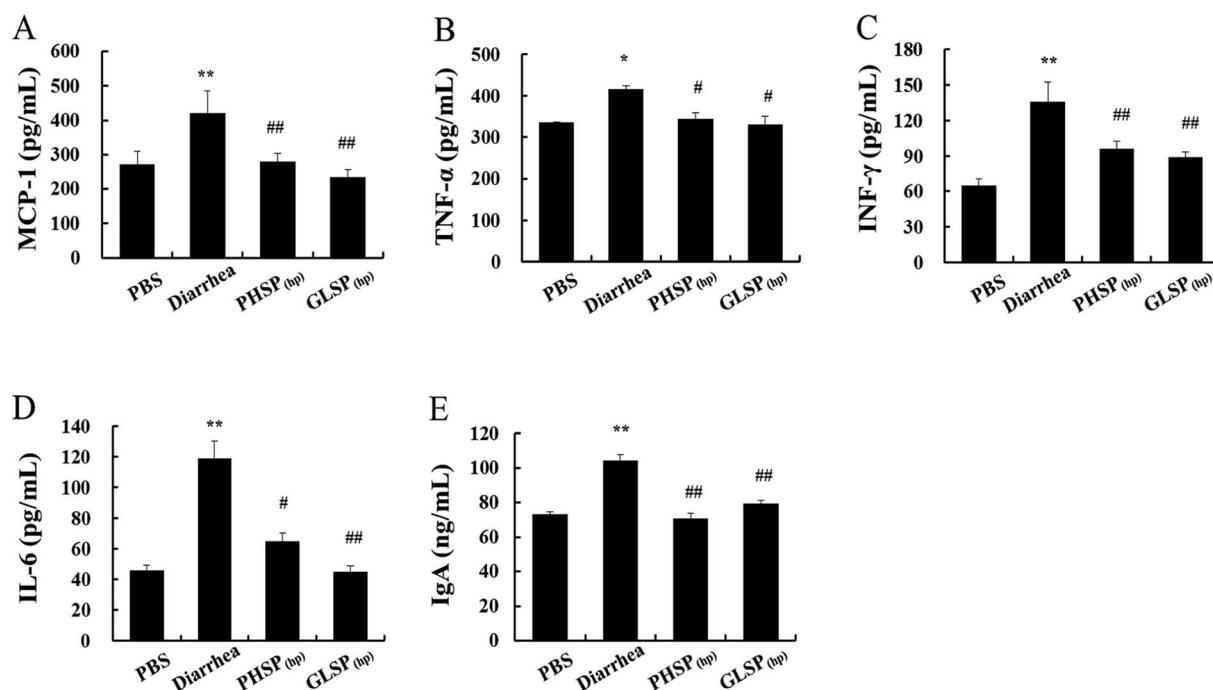 A
MCP-1 (pg/mL)
600
500
400
300
200
100
0
**
##
##
PBS
Diarrhea
PHSP (hp)
GLSP (hp)
B
TNF-α (pg/mL)
500
400
300
200
100
0
*
#
#
PBS
Diarrhea
PHSP (hp)
GLSP (hp)
C
INF-γ (pg/mL)
180
150
120
90
60
30
0
**
##
##
PBS
Diarrhea
PHSP (hp)
GLSP (hp)
D
IL-6 (pg/mL)
140
120
100
80
60
40
20
0
**
#
##
PBS
Diarrhea
PHSP (hp)
GLSP (hp)
E
IgA (ng/mL)
120
100
80
60
40
20
0
**
##
##
PBS
Diarrhea
PHSP (hp)
GLSP (hp)